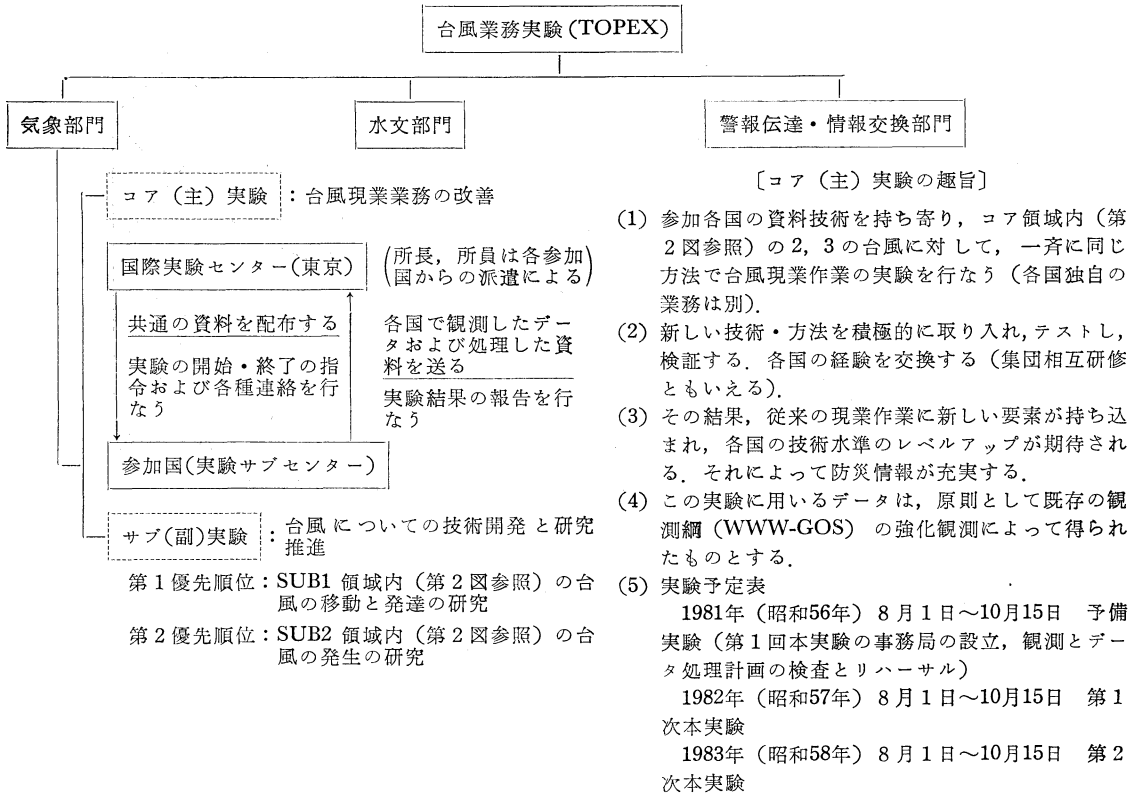 台風業務実験(TOPEX)
気象部門
水文部門
警報伝達・情報交換部門
コア(主)実験:台風現業業務の改善
国際実験センター(東京)
(所長,所員は各参加
国からの派遣による)
共通の資料を配布する
実験の開始・終了の指
令および各種連絡を行
なう
各国で観測したデー
タおよび処理した資
料を送る
実験結果の報告を行
なう
参加国(実験サブセンター)
サブ(副)実験:台風についての技術開発と研究
推進
第1優先順位:SUB1 領域内(第2図参照)の台
風の移動と発達の研究
第2優先順位:SUB2 領域内(第2図参照)の台
風の発生の研究
〔コア(主)実験の趣旨〕
(1) 参加各国の資料技術を持ち寄り,コア領域内(第
2図参照)の2,3の台風に対して,一斉に同じ
方法で台風現業作業の実験を行なう(各国独自の
業務は別).
(2) 新しい技術・方法を積極的に取り入れ,テストし,
検証する.各国の経験を交換する(集団相互研修
ともいえる).
(3) その結果,従来の現業作業に新しい要素が持ち込
まれ,各国の技術水準のレベルアップが期待され
る.それによって防災情報が充実する.
(4) この実験に用いるデータは,原則として既存の観
測網(WWW-GOS)の強化観測によって得られ
たものとする.
(5) 実験予定表
1981年(昭和56年)8月1日〜10月15日 予備
実験(第1回本実験の事務局の設立,観測とデー
タ処理計画の検査とリハーサル)
1982年(昭和57年)8月1日〜10月15日 第1
次本実験
1983年(昭和58年)8月1日〜10月15日 第2
次本実験